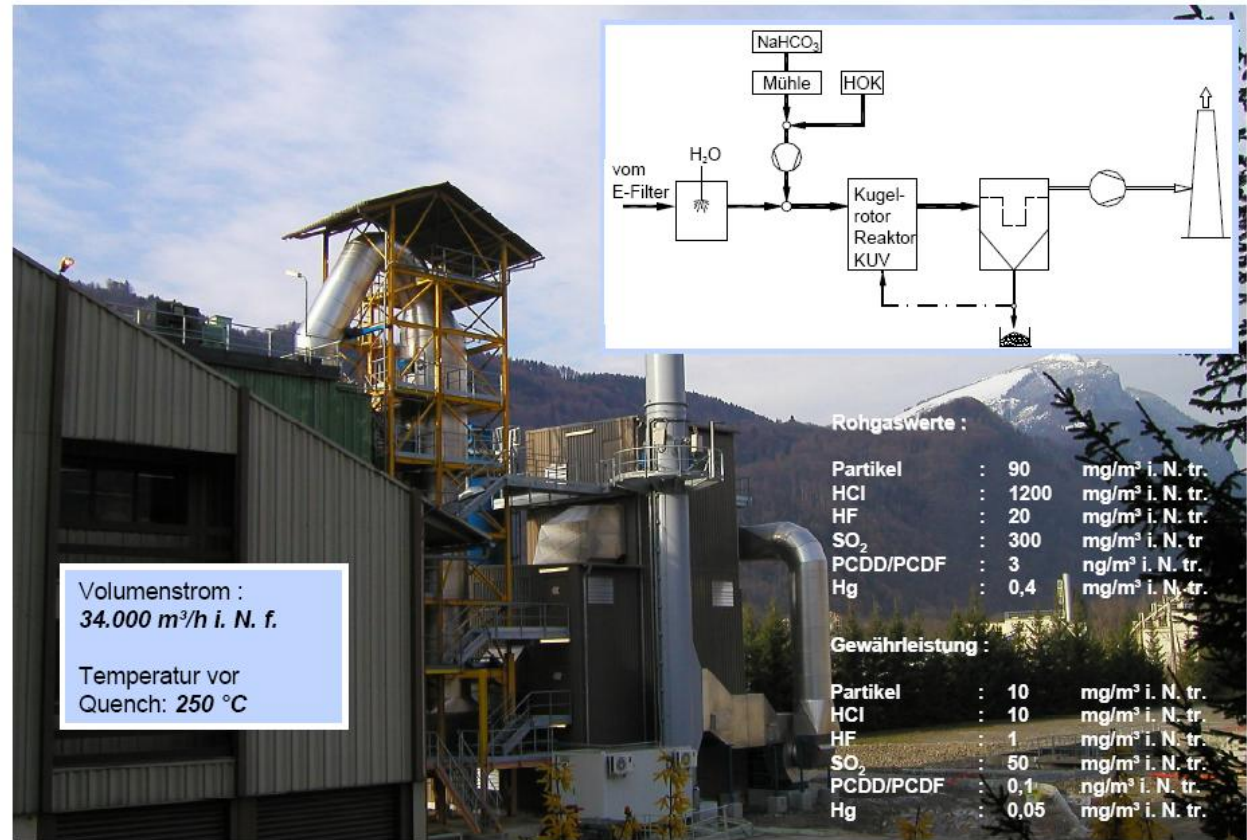 NaHCO₃
Mühle
HOK
H₂O
vom
E-Filter
Kugel-
rotor
Reaktor
KUV
Rohgaswerte :
Partikel : 90 mg/m³ i. N. tr.
HCl : 1200 mg/m³ i. N. tr.
HF : 20 mg/m³ i. N. tr.
SO₂ : 300 mg/m³ i. N. tr
PCDD/PCDF : 3 ng/m³ i. N. tr.
Hg : 0,4 mg/m³ i. N. tr.
Volumenstrom :
34.000 m³/h i. N. f.
Temperatur vor
Quench: 250 °C
Gewährleistung :
Partikel : 10 mg/m³ i. N. tr.
HCl : 10 mg/m³ i. N. tr.
HF : 1 mg/m³ i. N. tr.
SO₂ : 50 mg/m³ i. N. tr.
PCDD/PCDF : 0,1 ng/m³ i. N. tr.
Hg : 0,05 mg/m³ i. N. tr.